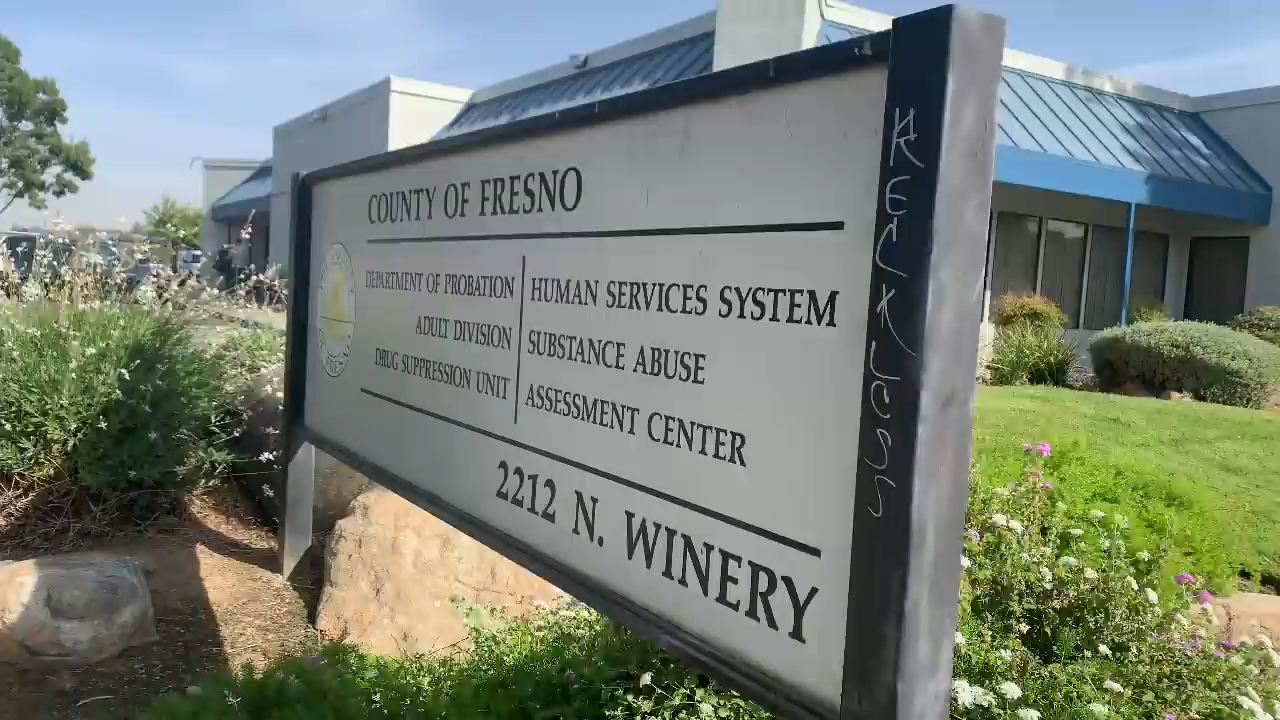 COUNTY OF FRESNO
DEPARTMENT OF PROBATION
ADULT DIVISION
DRUG SUPPRESSION UNIT
HUMAN SERVICES SYSTEM
SUBSTANCE ABUSE
ASSESSMENT CENTER
2212 N. WINERY
RECKLESS